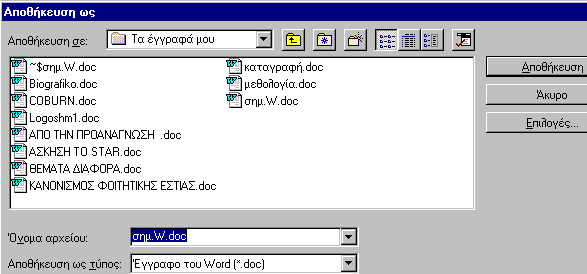 Αποθήκευση ως
Αποθήκευση σε:
Τα έγγραφά μου
~$σημ.W.doc
Biografiko.doc
COBURN.doc
Logoshm1.doc
ΑΠΟ ΤΗΝ ΠΡΟΑΝΑΓΝΩΣΗ .doc
ΑΣΚΗΣΗ ΤΟ STAR.doc
ΘΕΜΑΤΑ ΔΙΑΦΟΡΑ.doc
ΚΑΝΟΝΙΣΜΟΣ ΦΟΙΤΗΤΙΚΗΣ ΕΣΤΙΑΣ.doc
καταγραφή.doc
μεθολογία.doc
σημ.W.doc
Αποθήκευση
Άκυρο
Επιλογές...
Όνομα αρχείου:
σημ.W.doc
Αποθήκευση ως τύπος:
Έγγραφο του Word (*.doc)